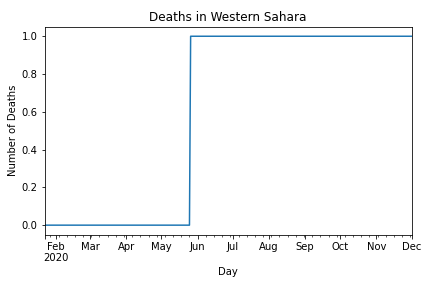 Deaths in Western Sahara
Number of Deaths
1.0
0.8
0.6
0.4
0.2
0.0
Feb Mar Apr May Jun Jul Aug Sep Oct Nov Dec
2020
Day